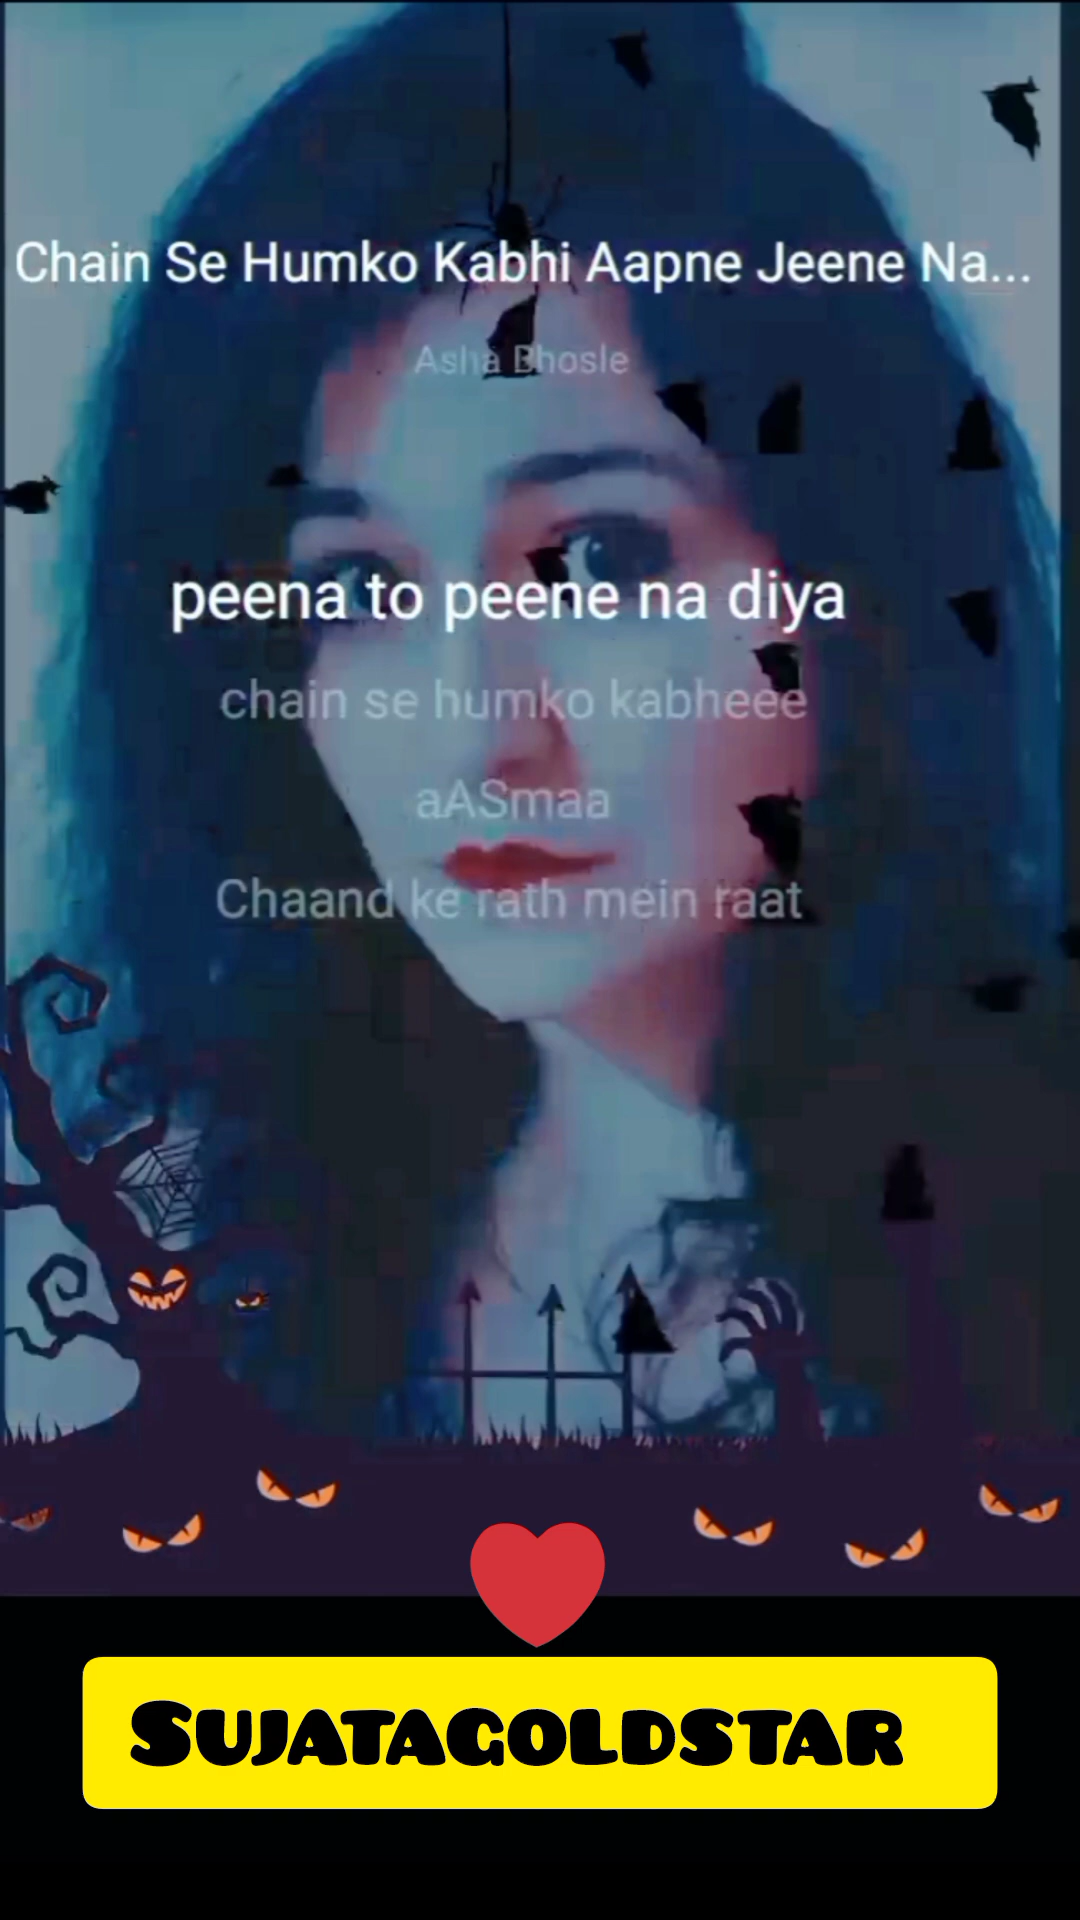 Chain Se Humko Kabhi Aapne Jeene Na...
Asha Bhosle
peena to peene na diya
chain se humko kabheee
aASmaa
Chaand ke rath mein raat
SUJATAGOLDSTAR